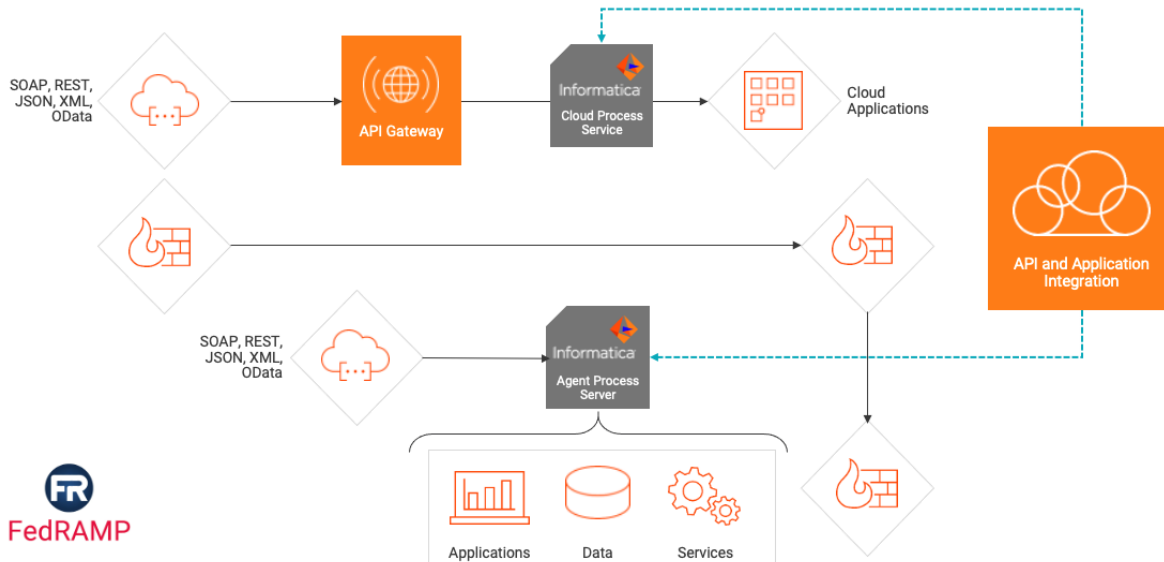 SOAP, REST,
JSON, XML,
OData
API Gateway
Informatica
Cloud Process
Service
Cloud
Applications
API and Application
Integration
SOAP, REST,
JSON, XML,
OData
Informatica
Agent Process
Server
FR
FedRAMP
Applications
Data
Services